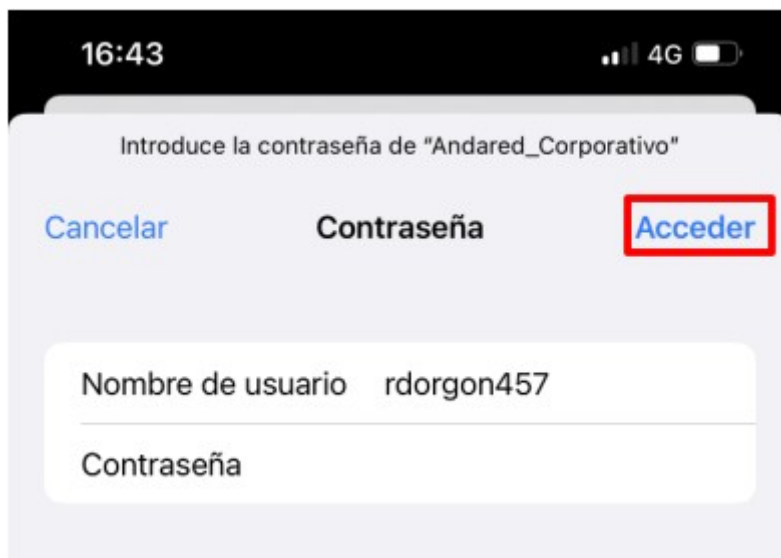 16:43 4G
Introduce la contraseña de “Andared_Corporativo”
Cancelar Contraseña Acceder
Nombre de usuario rdorgon457
Contraseña